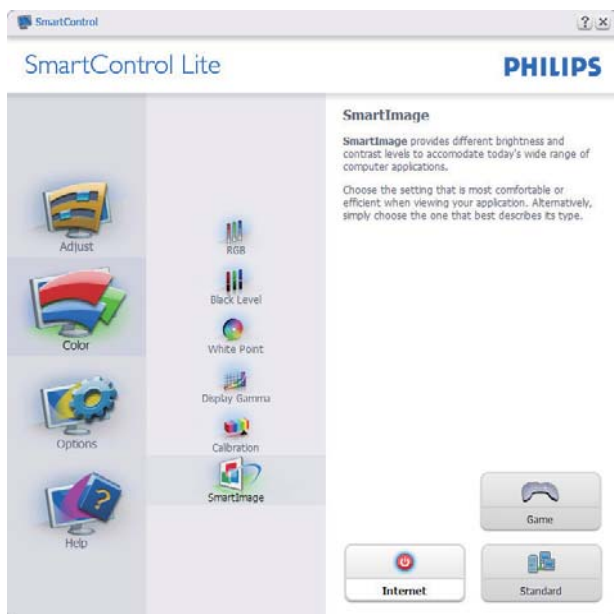 SmartControl
SmartControl Lite
PHILIPS
Adjust
Color
Options
Help
RGB
Black Level
White Point
Display Gamma
Calibration
SmartImage
SmartImage
SmartImage provides different brightness and
contrast levels to accomodate today's wide range of
computer applications.
Choose the setting that is most comfortable or
efficient when viewing your application. Alternatively,
simply choose the one that best describes its type.
Game
Internet
Standard